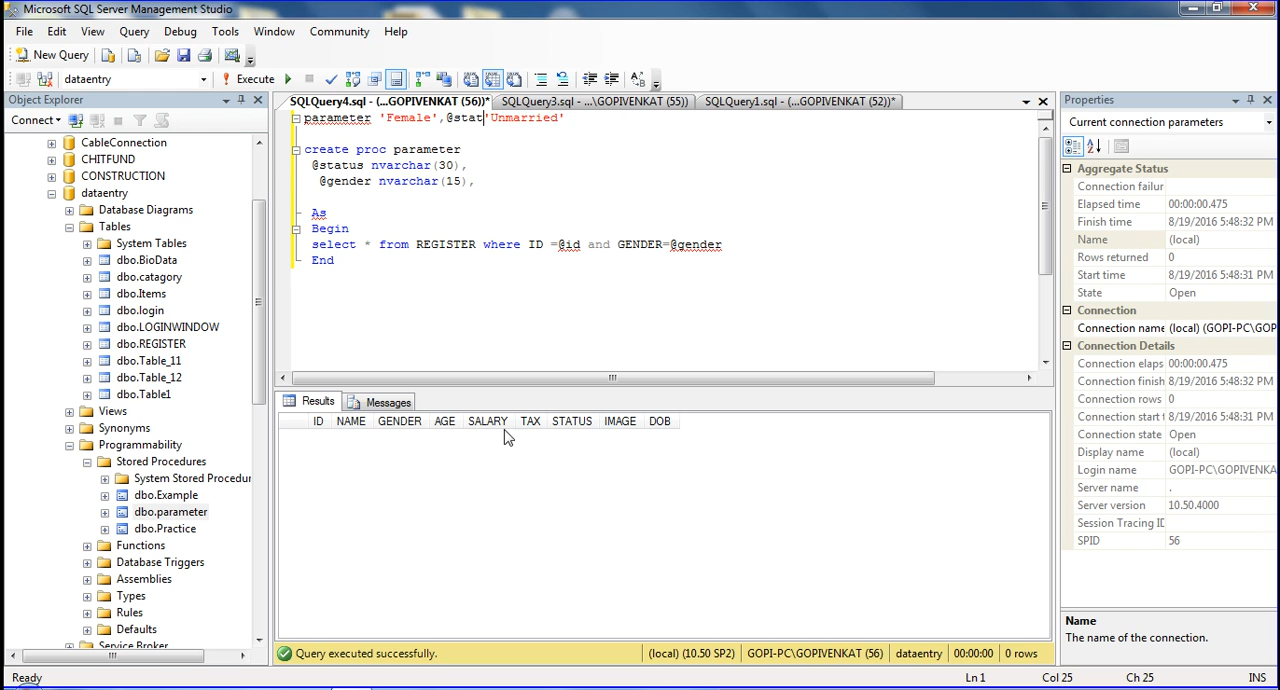 Microsoft SQL Server Management Studio
File Edit View Query Debug Tools Window Community Help
New Query
dataentry Execute
Object Explorer
Connect
CableConnection
CHITFUND
CONSTRUCTION
dataentry
Database Diagrams
Tables
System Tables
dbo.BioData
dbo.catagory
dbo.Items
dbo.login
dbo.LOGINWINDOW
dbo.REGISTER
dbo.Table_11
dbo.Table_12
dbo.Table1
Views
Synonyms
Programmability
Stored Procedures
System Stored Procedur
dbo.Example
dbo.parameter
dbo.Practice
Functions
Database Triggers
Assemblies
Types
Rules
Defaults
Service Broker
SQLQuery4.sql - (...GOPIVENKAT (56))* SQLQuery3.sql - ...\GOPIVENKAT (55)) SQLQuery1.sql - (...GOPIVENKAT (52))*
parameter 'Female',@stat'Unmarried'
create proc parameter
@status nvarchar(30),
@gender nvarchar(15),
As
Begin
select * from REGISTER where ID =@id and GENDER=@gender
End
Results Messages
ID NAME GENDER AGE SALARY TAX STATUS IMAGE DOB
Query executed successfully. (local) (10.50 SP2) GOPI-PC\GOPIVENKAT (56) dataentry 00:00:00 0 rows
Properties
Current connection parameters
Aggregate Status
Connection failur
Elapsed time 00:00:00.475
Finish time 8/19/2016 5:48:32 PM
Name (local)
Rows returned 0
Start time 8/19/2016 5:48:31 PM
State Open
Connection
Connection name (local) (GOPI-PC\GOP
Connection Details
Connection elaps 00:00:00.475
Connection finish 8/19/2016 5:48:32 PM
Connection rows 0
Connection start t 8/19/2016 5:48:31 PM
Connection state Open
Display name (local)
Login name GOPI-PC\GOPIVENKA
Server name .
Server version 10.50.4000
Session Tracing ID
SPID 56
Name
The name of the connection.
Ready Ln 1 Col 25 Ch 25 INS